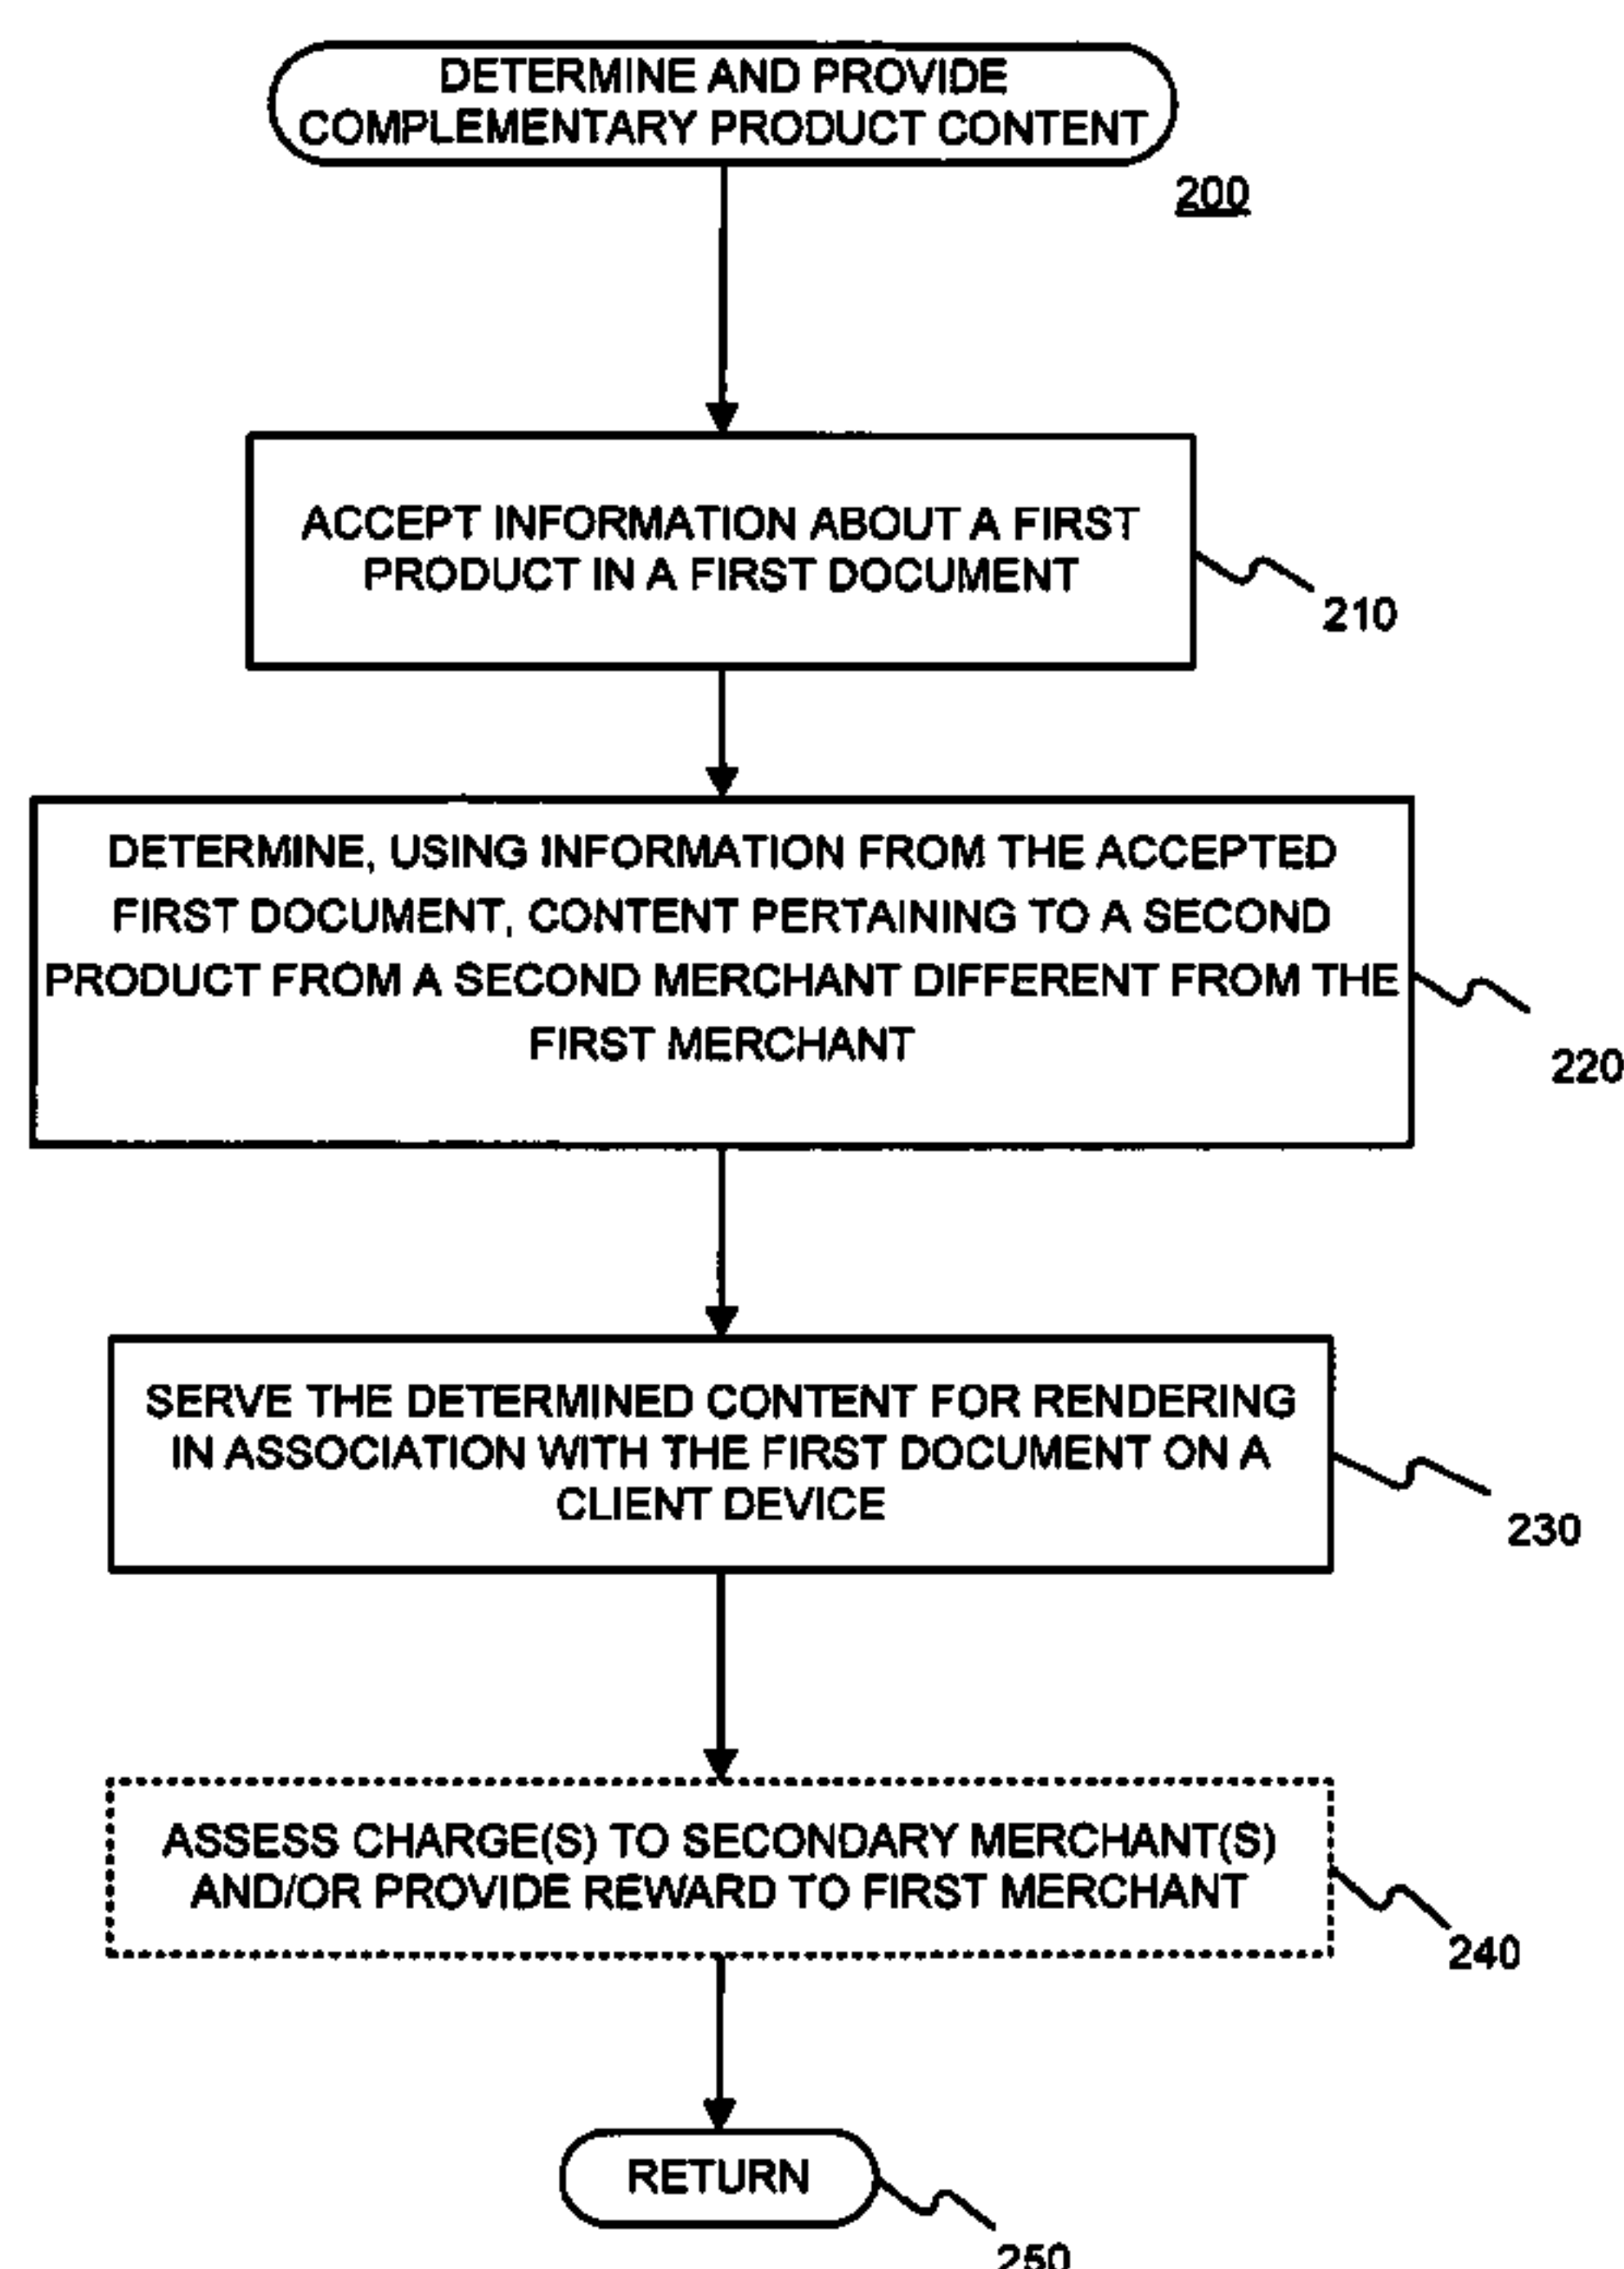 DETERMINE AND PROVIDE
COMPLEMENTARY PRODUCT CONTENT
200
ACCEPT INFORMATION ABOUT A FIRST
PRODUCT IN A FIRST DOCUMENT
210
DETERMINE, USING INFORMATION FROM THE ACCEPTED
FIRST DOCUMENT, CONTENT PERTAINING TO A SECOND
PRODUCT FROM A SECOND MERCHANT DIFFERENT FROM THE
FIRST MERCHANT
220
SERVE THE DETERMINED CONTENT FOR RENDERING
IN ASSOCIATION WITH THE FIRST DOCUMENT ON A
CLIENT DEVICE
230
ASSESS CHARGE(S) TO SECONDARY MERCHANT(S)
AND/OR PROVIDE REWARD TO FIRST MERCHANT
240
RETURN
250